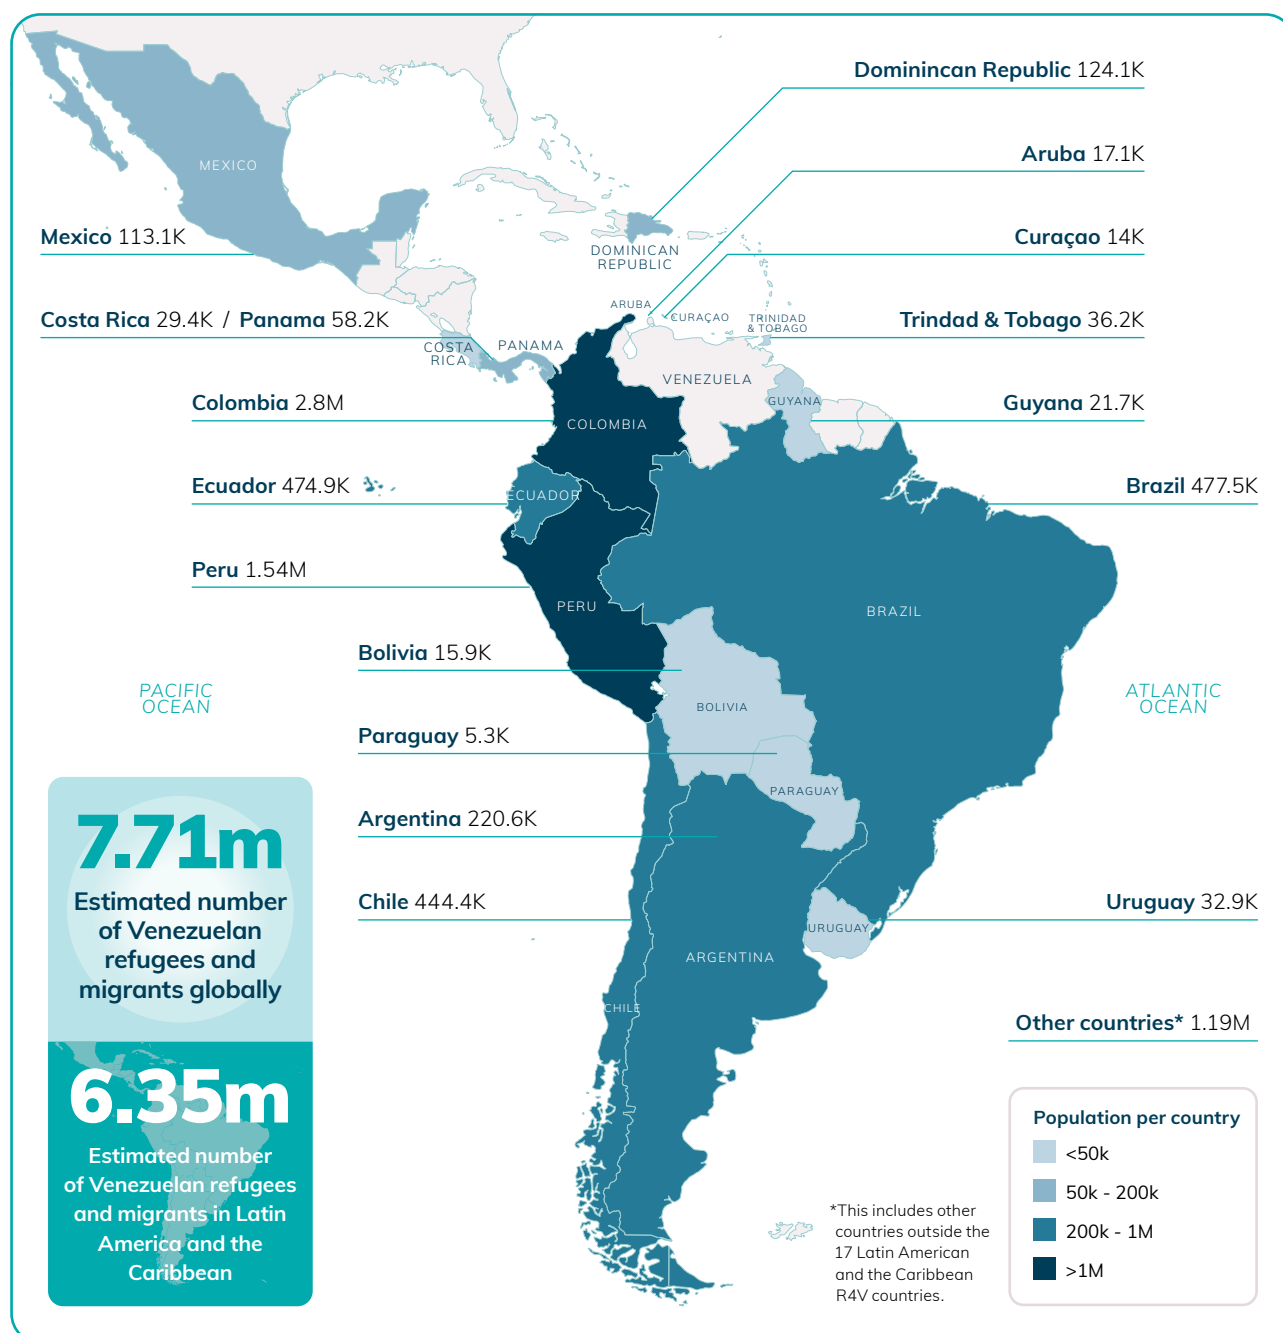 Dominincan Republic 124.1K
Aruba 17.1K
MEXICO
Mexico 113.1K
Curaçao 14K
DOMINICAN
REPUBLIC
ARUBA
CURAÇAO
TRINIDAD
& TOBAGO
Costa Rica 29.4K / Panama 58.2K
Trindad & Tobago 36.2K
COSTA
RICA
PANAMA
VENEZUELA
Colombia 2.8M
GUYANA
Guyana 21.7K
COLOMBIA
Ecuador 474.9K
ECUADOR
Brazil 477.5K
Peru 1.54M
PERU
BRAZIL
Bolivia 15.9K
PACIFIC
OCEAN
BOLIVIA
ATLANTIC
OCEAN
Paraguay 5.3K
PARAGUAY
Argentina 220.6K
Chile 444.4K
Uruguay 32.9K
URUGUAY
ARGENTINA
CHILE
7.71m
Estimated number
of Venezuelan
refugees and
migrants globally
6.35m
Estimated number
of Venezuelan refugees
and migrants in Latin
America and the
Caribbean
Other countries* 1.19M
Population per country
<50k
50k - 200k
200k - 1M
>1M
*This includes other
countries outside the
17 Latin American
and the Caribbean
R4V countries.